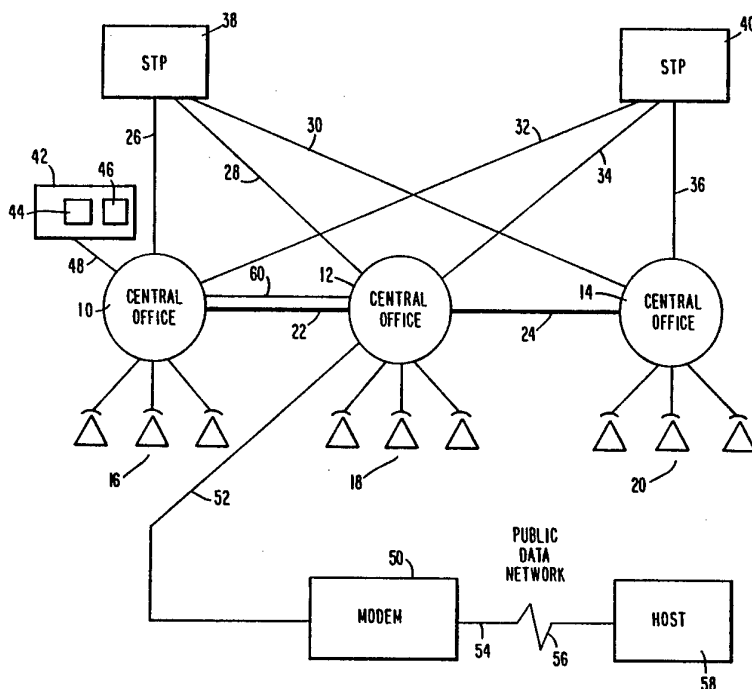 38
STP
40
STP
26
28
30
32
34
36
42
44
46
48
10
CENTRAL
OFFICE
60
22
12
CENTRAL
OFFICE
24
14
CENTRAL
OFFICE
16
18
20
52
50
MODEM
54
PUBLIC
DATA
NETWORK
56
HOST
58